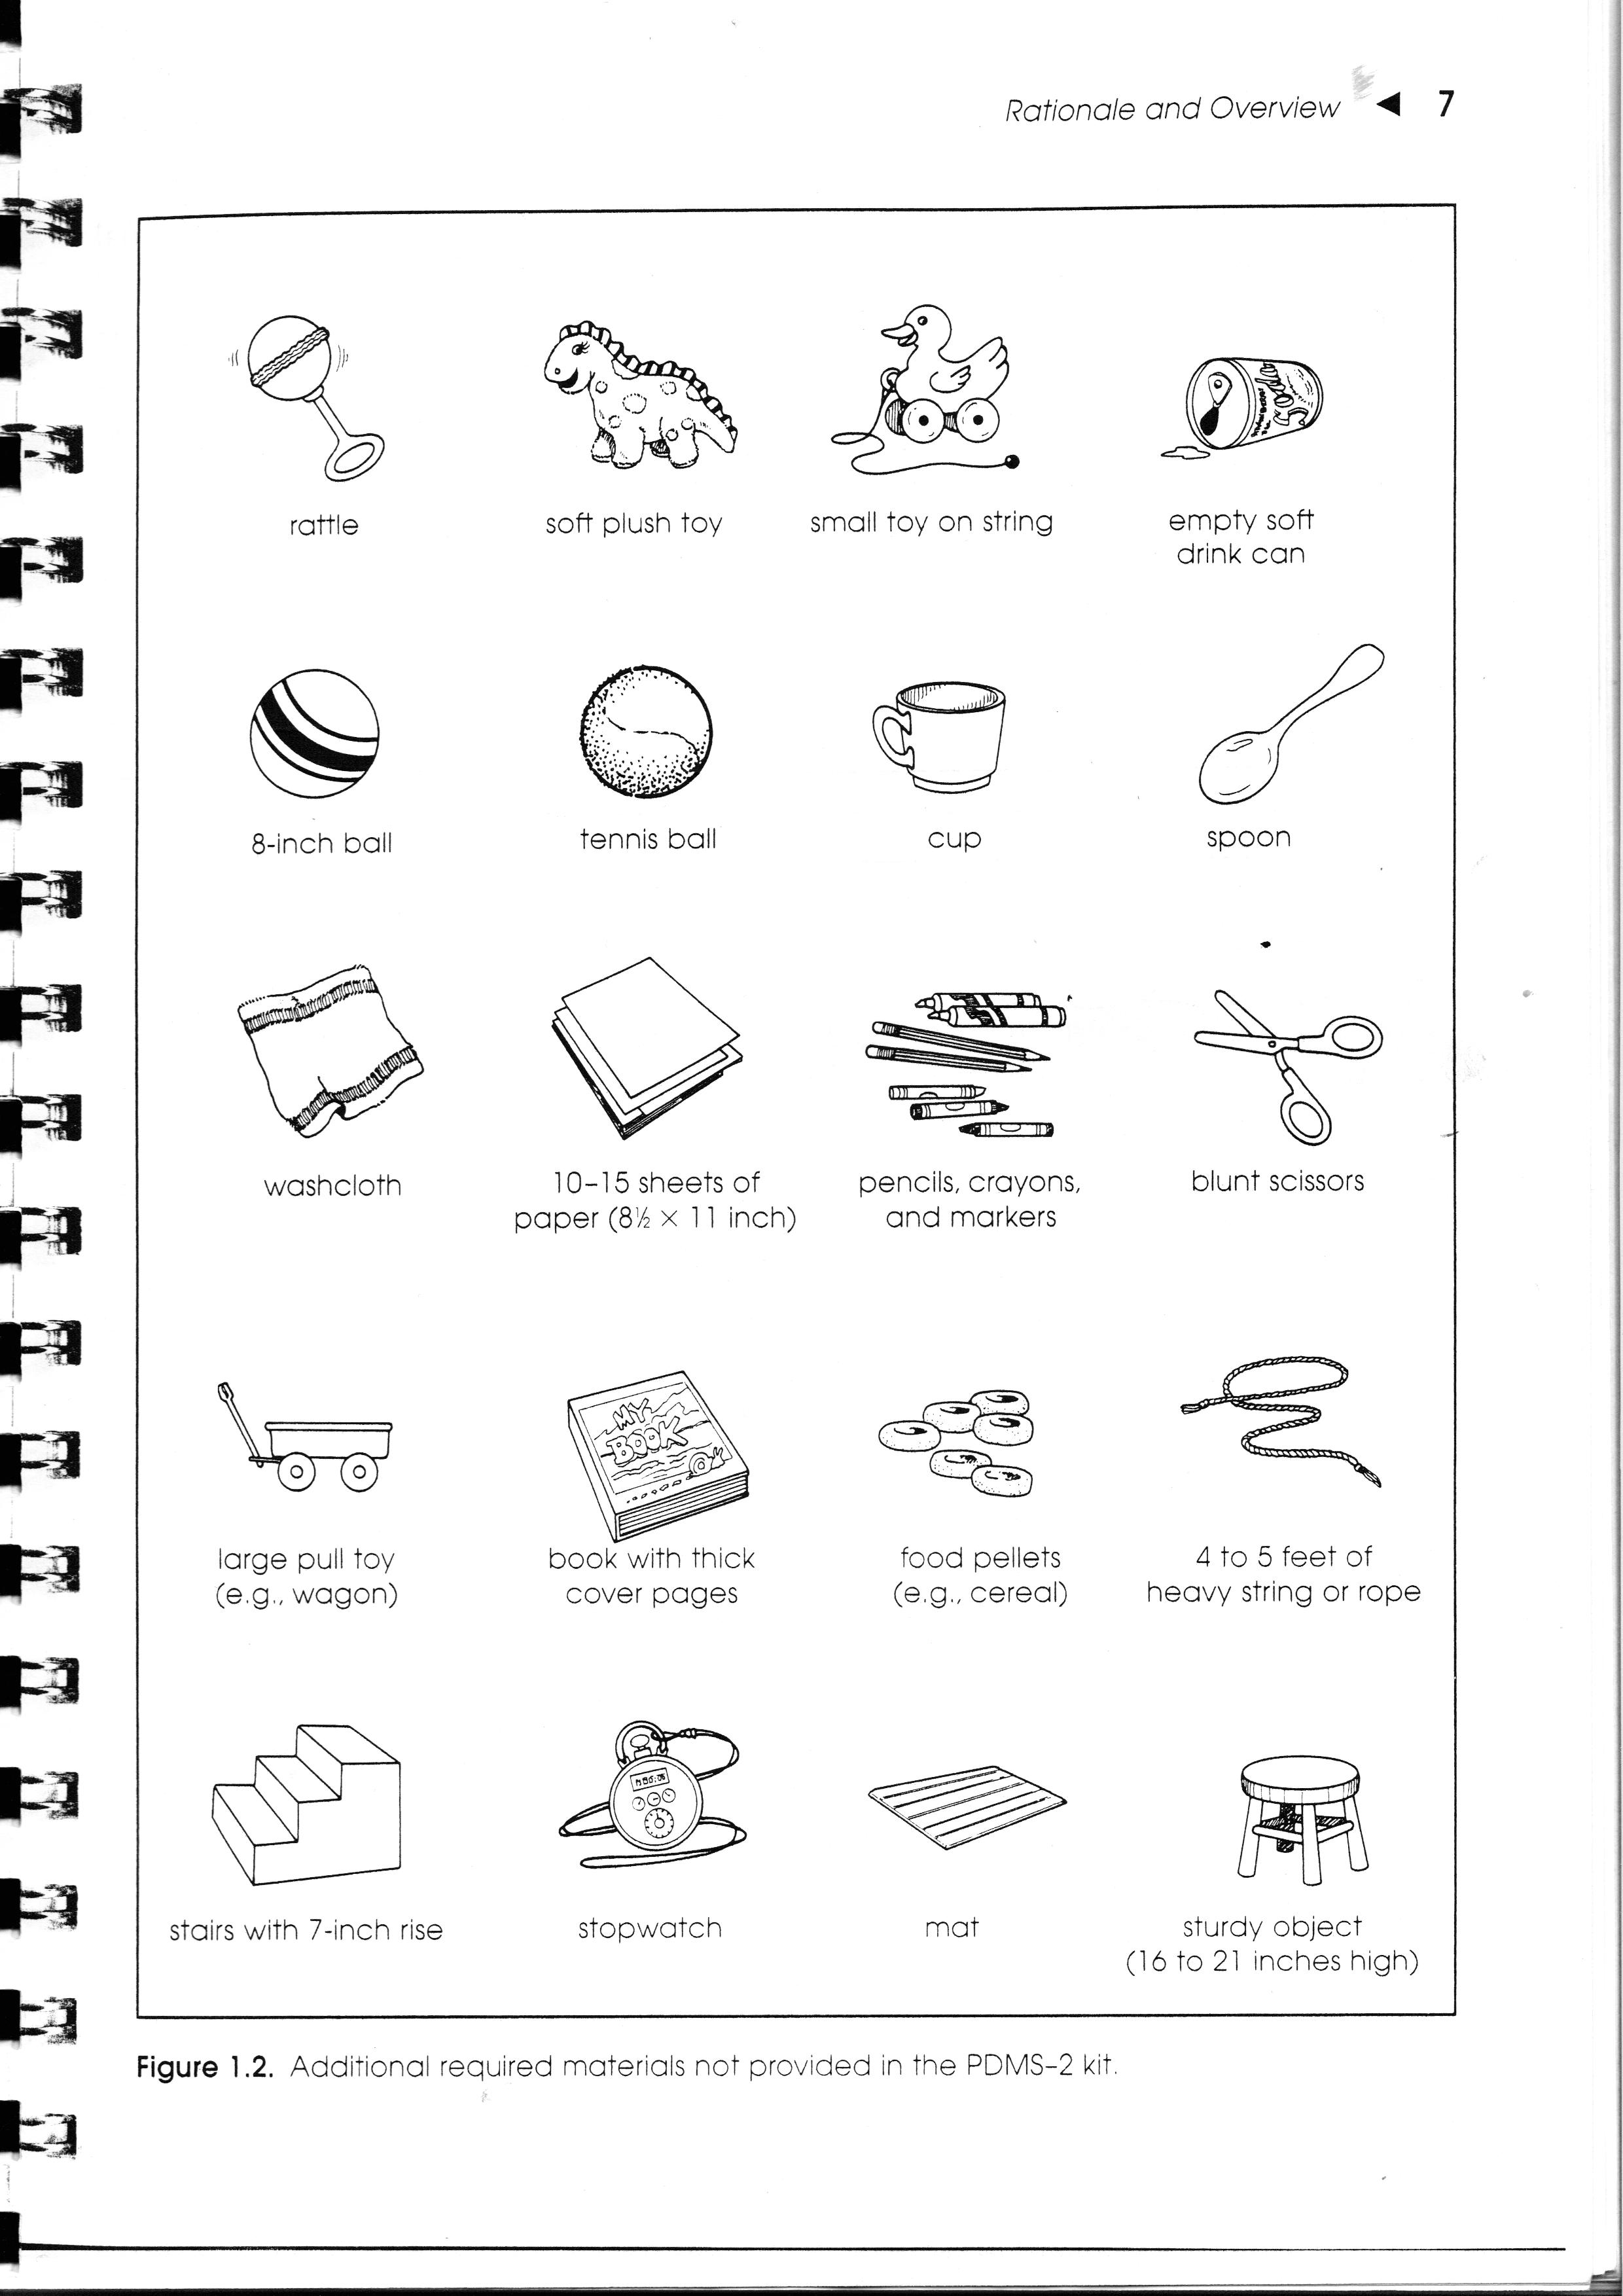 Rationale and Overview ◀ 7
rattle
soft plush toy
small toy on string
empty soft
drink can
8-inch ball
tennis ball
cup
spoon
washcloth
10–15 sheets of
paper (8½ × 11 inch)
pencils, crayons,
and markers
blunt scissors
MY
BOOK
large pull toy
(e.g., wagon)
book with thick
cover pages
food pellets
(e.g., cereal)
4 to 5 feet of
heavy string or rope
stairs with 7-inch rise
stopwatch
mat
sturdy object
(16 to 21 inches high)
Figure 1.2. Additional required materials not provided in the PDMS–2 kit.